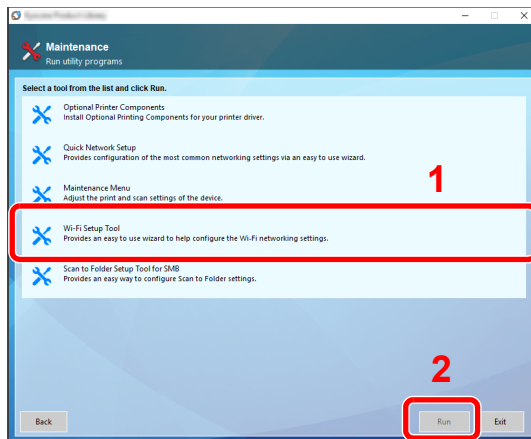 Maintenance
Run utility programs
Select a tool from the list and click Run.
Optional Printer Components
Install Optional Printing Components for your printer driver.
Quick Network Setup
Provides configuration of the most common networking settings via an easy to use wizard.
1
Maintenance Menu
Adjust the print and scan settings of the device.
Wi-Fi Setup Tool
Provides an easy to use wizard to help configure the Wi-Fi networking settings.
Scan to Folder Setup Tool for SMB
Provides an easy way to configure Scan to Folder settings.
2
Back Run Exit